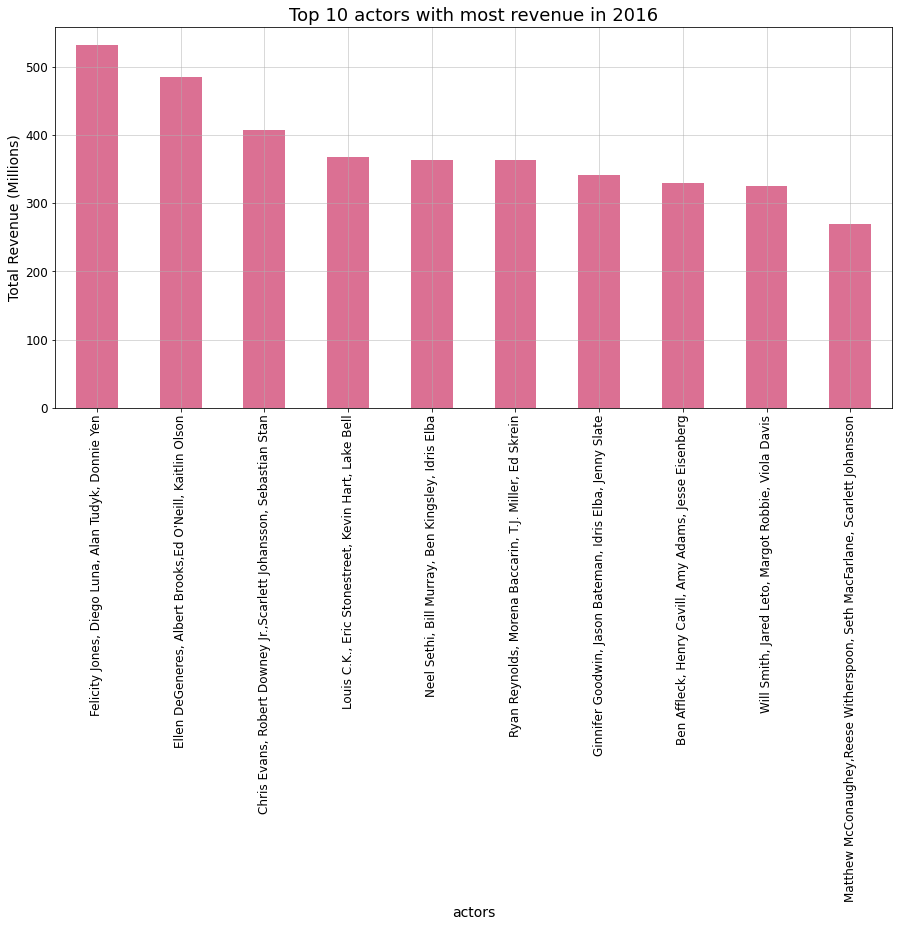 Top 10 actors with most revenue in 2016
Total Revenue (Millions)
500
400
300
200
100
0
Felicity Jones, Diego Luna, Alan Tudyk, Donnie Yen
Ellen DeGeneres, Albert Brooks,Ed O'Neill, Kaitlin Olson
Chris Evans, Robert Downey Jr.,Scarlett Johansson, Sebastian Stan
Louis C.K., Eric Stonestreet, Kevin Hart, Lake Bell
Neel Sethi, Bill Murray, Ben Kingsley, Idris Elba
Ryan Reynolds, Morena Baccarin, T.J. Miller, Ed Skrein
Ginnifer Goodwin, Jason Bateman, Idris Elba, Jenny Slate
Ben Affleck, Henry Cavill, Amy Adams, Jesse Eisenberg
Will Smith, Jared Leto, Margot Robbie, Viola Davis
Matthew McConaughey,Reese Witherspoon, Seth MacFarlane, Scarlett Johansson
actors